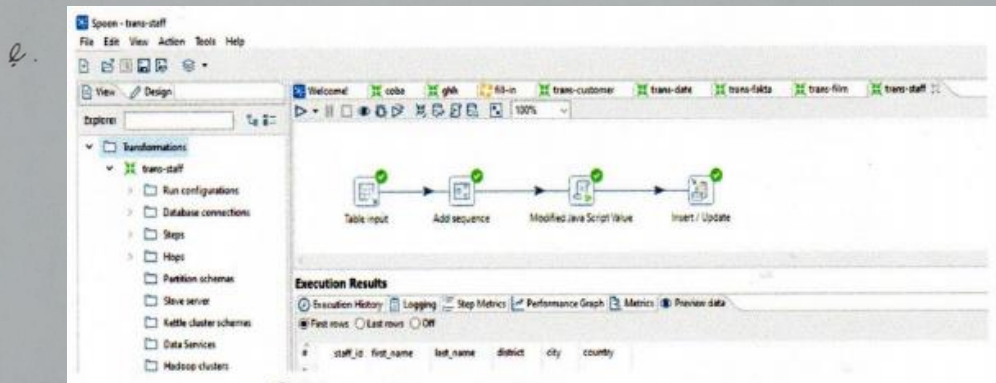 e.
Spoon - trans-staff
File Edit View Action Tools Help
View Design
Explorer
Transformations
trans-staff
Run configurations
Database connections
Steps
Hops
Partition schemas
Slave server
Kettle cluster schemas
Data Services
Hadoop clusters
Welcome! coba ghh fill-in trans-customer trans-date trans-fakta trans-film trans-staff
100%
Table input Add sequence Modified Java Script Value Insert / Update
Execution Results
Execution History Logging Step Metrics Performance Graph Metrics Preview data
First rows Last rows Off
# staff_id first_name last_name district city country